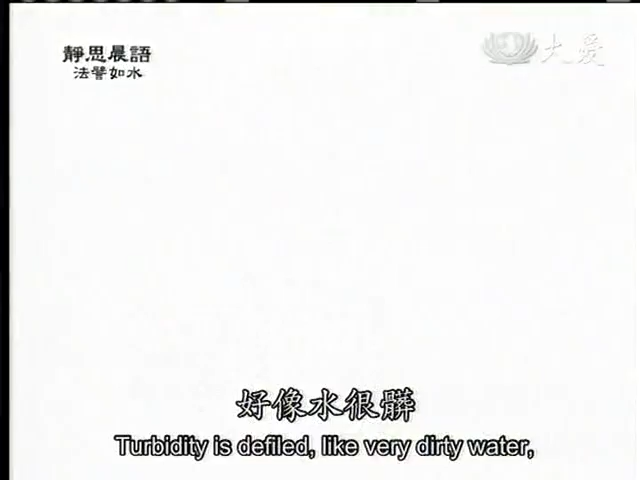 靜思晨語
法譬如水
大愛
好像水很髒
Turbidity is defiled, like very dirty water,